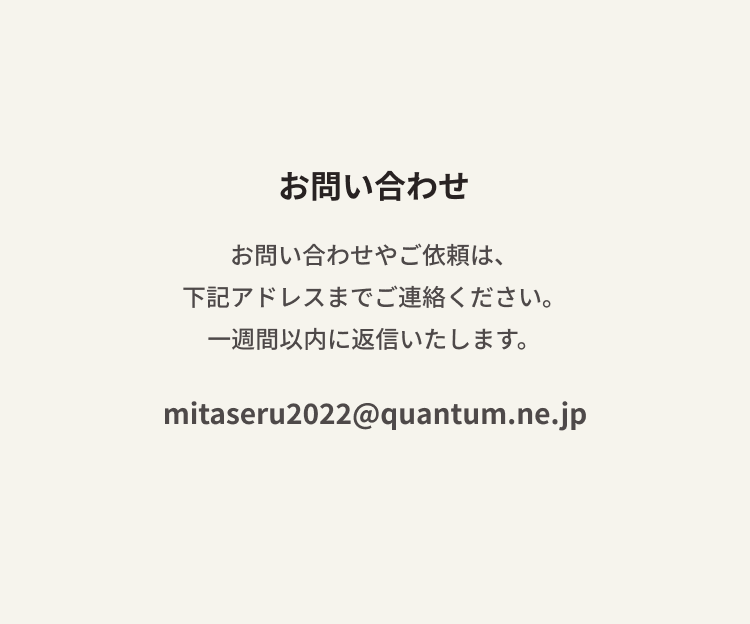 お問い合わせ
お問い合わせやご依頼は、
下記アドレスまでご連絡ください。
一週間以内に返信いたします。
mitaseru2022@quantum.ne.jp